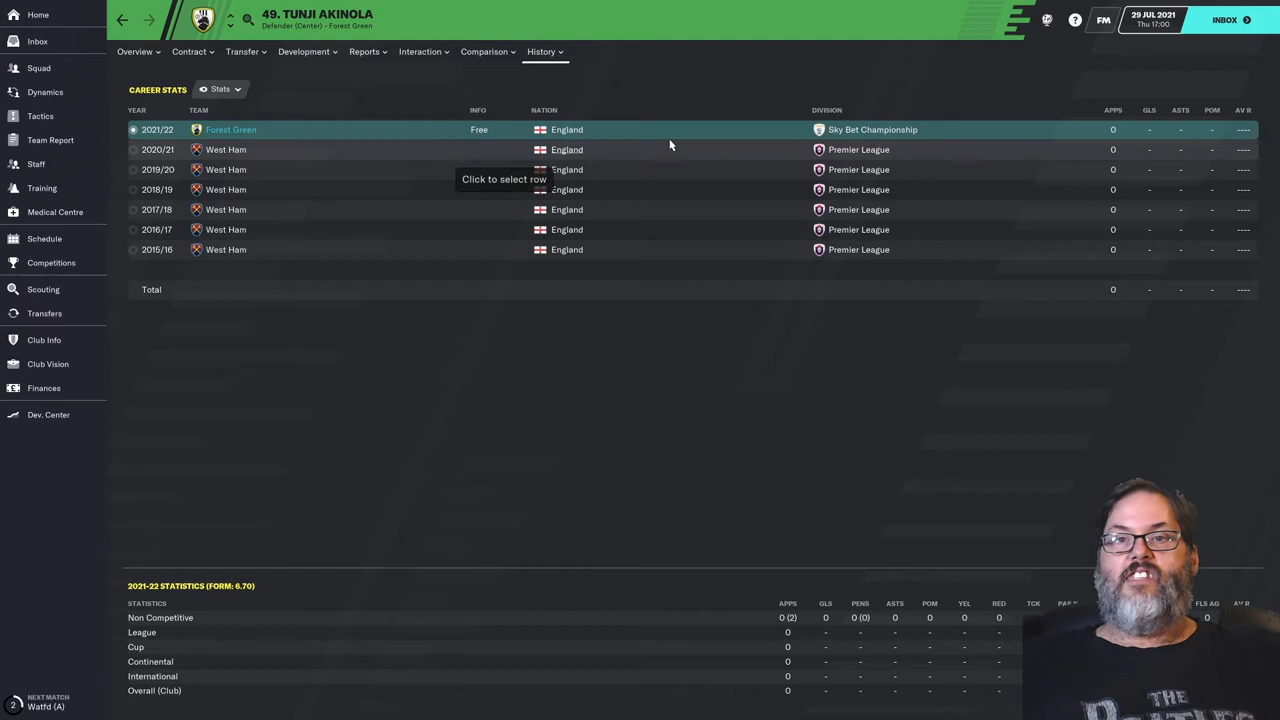 Home
Inbox
Squad
Dynamics
Tactics
Team Report
Staff
Training
Medical Centre
Schedule
Competitions
Scouting
Transfers
Club Info
Club Vision
Finances
Dev. Center
NEXT MATCH
2 Watfd (A)
49. TUNJI AKINOLA
Defender (Center) - Forest Green
? FM 29 JUL 2021 Thu 17:00 INBOX
Overview Contract Transfer Development Reports Interaction Comparison History
CAREER STATS Stats
YEAR TEAM INFO NATION DIVISION APPS GLS ASTS POM AV R
2021/22 Forest Green Free England Sky Bet Championship 0 - - - ----
2020/21 West Ham England Premier League 0 - - - ----
2019/20 West Ham England Premier League 0 - - - ----
Click to select row
2018/19 West Ham England Premier League 0 - - - ----
2017/18 West Ham England Premier League 0 - - - ----
2016/17 West Ham England Premier League 0 - - - ----
2015/16 West Ham England Premier League 0 - - - ----
Total 0 - - - ----
2021-22 STATISTICS (FORM: 6.70)
STATISTICS APPS GLS PENS ASTS POM YEL RED TCK FLS AG AV R
Non Competitive 0 (2) 0 0 (0) 0 0 0 0 0
League 0 - - - - - -
Cup 0 - - - - - -
Continental 0 - - - - - -
International 0 - - - - - -
Overall (Club) 0 - - - - - -
THE